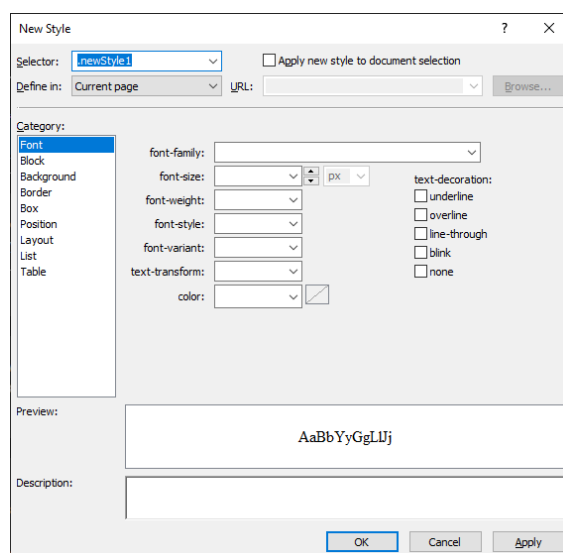 New Style
Selector: .newStyle1
Apply new style to document selection
Define in: Current page
URL:
Browse...
Category:
Font
Block
Background
Border
Box
Position
Layout
List
Table
font-family:
font-size:
px
font-weight:
font-style:
font-variant:
text-transform:
color:
text-decoration:
underline
overline
line-through
blink
none
Preview:
AaBbYyGgLlJj
Description:
OK
Cancel
Apply